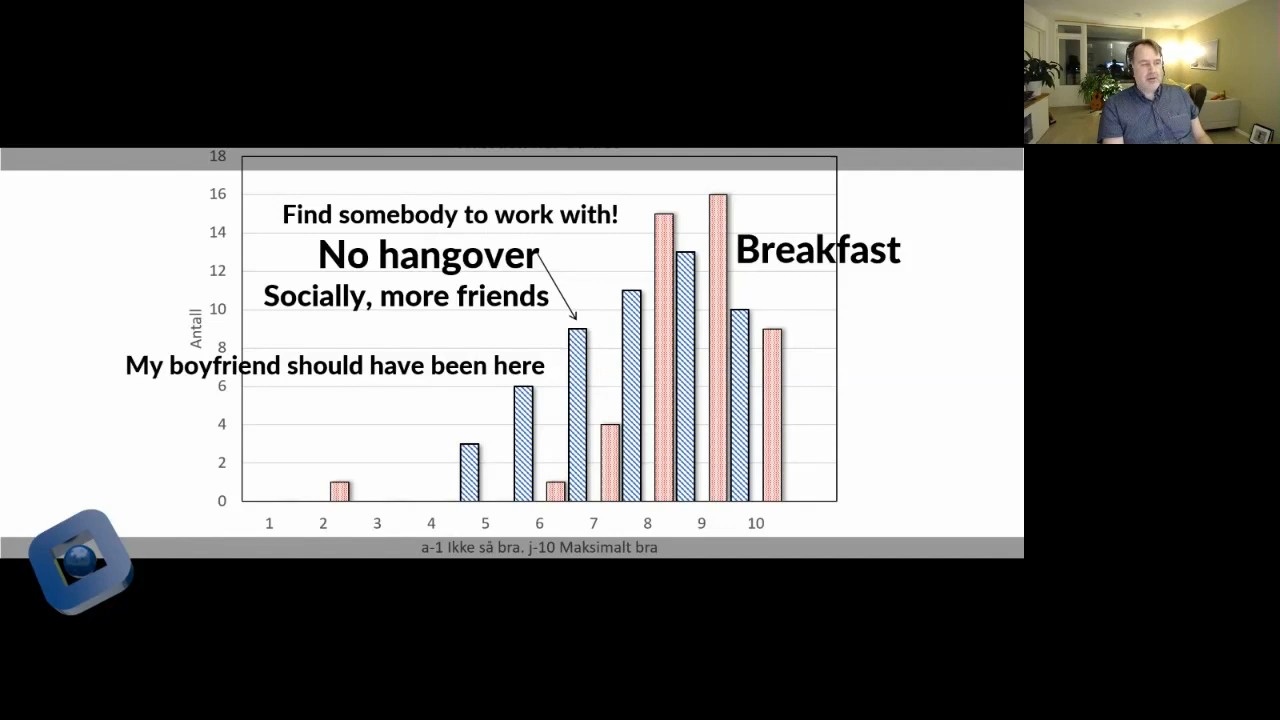 18
16
14
12
10
8
6
4
2
0
Antall
Find somebody to work with!
No hangover
Socially, more friends
My boyfriend should have been here
Breakfast
1 2 3 4 5 6 7 8 9 10
a-1 Ikke så bra. j-10 Maksimalt bra